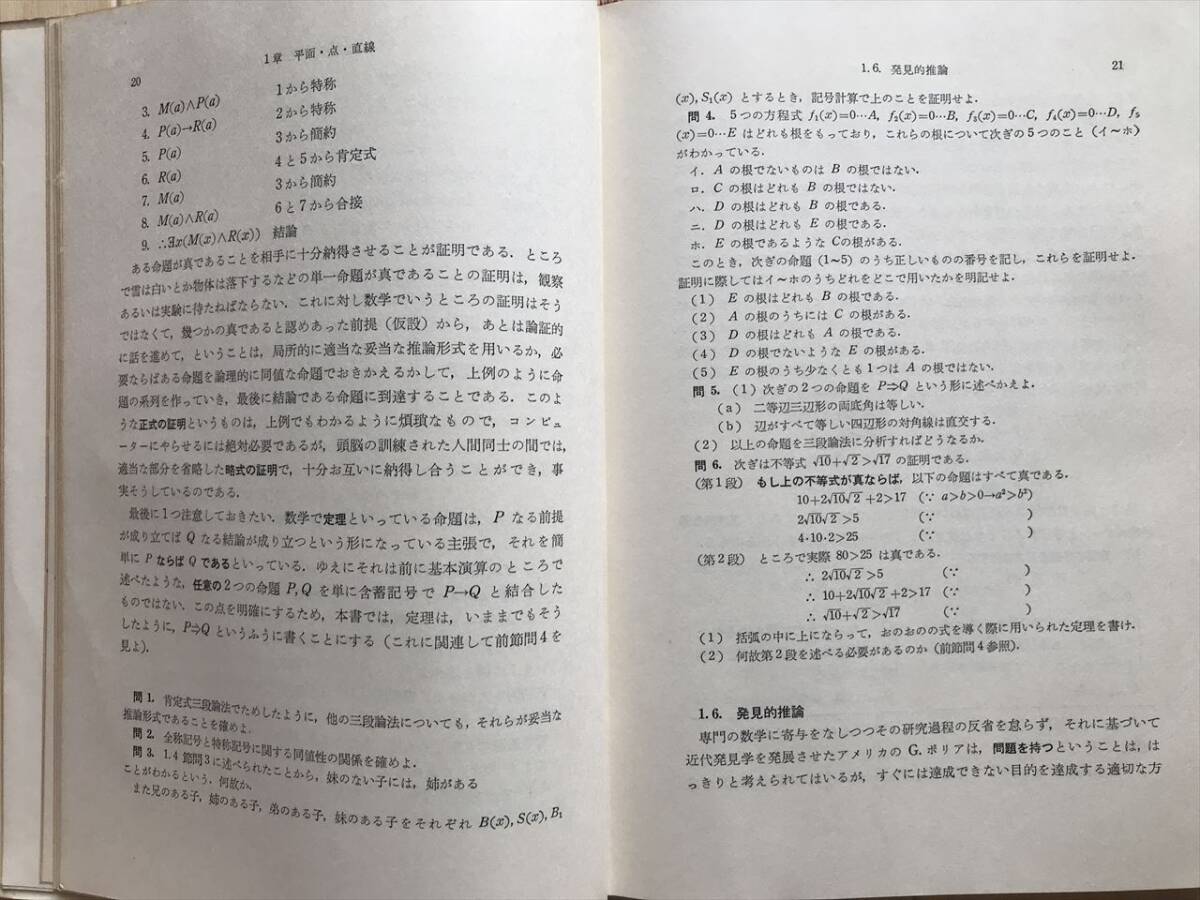 20
1章 平面・点・直線
3. M(a)∧P(a) 1から特称
4. P(a)→R(a) 2から特称
5. P(a) 3から簡約
6. R(a) 4と5から肯定式
7. M(a) 3から簡約
8. M(a)∧R(a) 6と7から合接
9. ∴∃x(M(x)∧R(x)) 結論
ある命題が真であることを相手に十分納得させることが証明である．ところ
で雪は白いとか物体は落下するなどの単一命題が真であることの証明は，観察
あるいは実験に待たねばならない．これに対し数学でいうところの証明はそう
ではなくて，幾つかの真であると認めあった前提（仮設）から，あとは論証的
に話を進めて，ということは，局所的に適当な妥当な推論形式を用いるか，必
要ならばある命題を論理的に同値な命題でおきかえるかして，上例のように命
題の系列を作っていき，最後に結論である命題に到達することである．このよ
うな正式の証明というものは，上例でもわかるように煩瑣なもので，コンピュ
ーターにやらせるには絶対必要であるが，頭脳の訓練された人間同士の間では，
適当な部分を省略した略式の証明で，十分お互いに納得し合うことができ，事
実そうしているのである．
最後に1つ注意しておきたい．数学で定理といっている命題は，P なる前提
が成り立てば Q なる結論が成り立つという形になっている主張で，それを簡
単に P ならば Q であるといっている．ゆえにそれは前に基本演算のところで
述べたような，任意の2つの命題 P, Q を単に含蓄記号で P→Q と結合した
ものではない．この点を明確にするため，本書では，定理は，いままでもそう
したように，P⇒Q というふうに書くことにする（これに関連して前節問4を
見よ）．
問 1. 肯定式三段論法でためしたように，他の三段論法についても，それらが妥当な
推論形式であることを確めよ．
問 2. 全称記号と特称記号に関する同値性の関係を確めよ．
問 3. 1.4 節問3に述べられたことから，妹のない子には，姉がある
ことがわかるという．何故か．
また兄のある子，姉のある子，弟のある子，妹のある子をそれぞれ B(x), S(x), B₁
1.6. 発見的推論
21
(x), S₁(x) とするとき，記号計算で上のことを証明せよ．
問 4. 5つの方程式 f₁(x)=0…A, f₂(x)=0…B, f₃(x)=0…C, f₄(x)=0…D, f₅
(x)=0…E はどれも根をもっており，これらの根について次ぎの5つのこと（イ～ホ）
がわかっている．
イ．A の根でないものは B の根ではない．
ロ．C の根はどれも B の根ではない．
ハ．D の根はどれも B の根である．
ニ．D の根はどれも E の根である．
ホ．E の根であるような Cの根がある．
このとき，次ぎの命題（1～5）のうち正しいものの番号を記し，これらを証明せよ．
証明に際してはイ～ホのうちどれをどこで用いたかを明記せよ．
（1） E の根はどれも B の根である．
（2） A の根のうちには C の根がある．
（3） D の根はどれも A の根である．
（4） D の根でないような E の根がある．
（5） E の根のうち少なくとも1つは A の根ではない．
問 5. （1）次ぎの2つの命題を P⇒Q という形に述べかえよ．
（a） 二等辺三辺形の両底角は等しい．
（b） 辺がすべて等しい四辺形の対角線は直交する．
（2） 以上の命題を三段論法に分析すればどうなるか．
問 6. 次ぎは不等式 √10+√2>√17 の証明である．
（第1段） もし上の不等式が真ならば，以下の命題はすべて真である．
10+2√10√2+2>17 （∵ a>b>0→a²>b²）
2√10√2>5 （∵ ）
4·10·2>25 （∵ ）
（第2段） ところで実際 80>25 は真である．
∴ 2√10√2>5 （∵ ）
∴ 10+2√10√2+2>17 （∵ ）
∴ √10+√2>√17 （∵ ）
（1） 括弧の中に上にならって，おのおのの式を導く際に用いられた定理を書け．
（2） 何故第2段を述べる必要があるのか（前節問4参照）．
1.6. 発見的推論
専門の数学に寄与をなしつつその研究過程の反省を怠らず，それに基づいて
近代発見学を発展させたアメリカの G. ポリアは，問題を持つということは，は
っきりと考えられてはいるが，すぐには達成できない目的を達成する適切な方